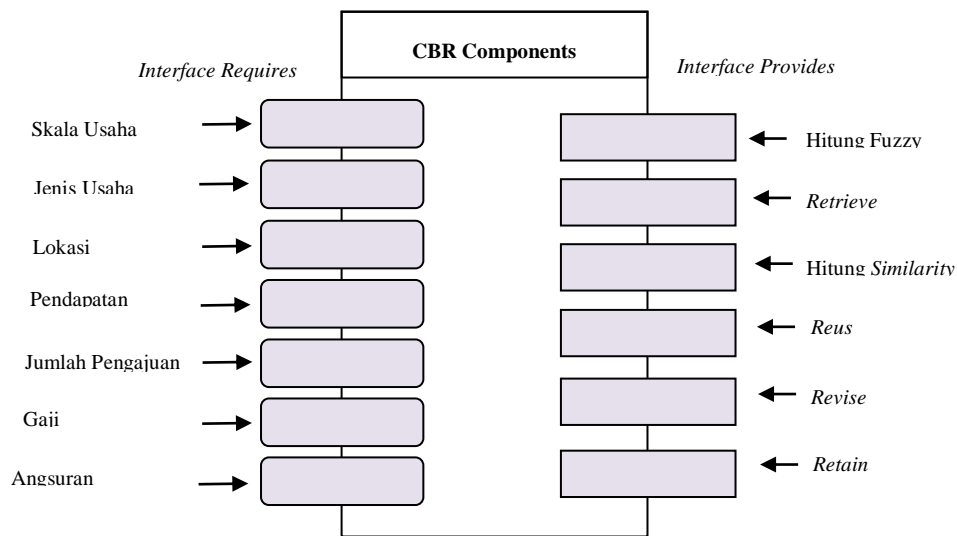 CBR Components
Interface Requires
Interface Provides
Skala Usaha
Jenis Usaha
Lokasi
Pendapatan
Jumlah Pengajuan
Gaji
Angsuran
Hitung Fuzzy
Retrieve
Hitung Similarity
Reus
Revise
Retain